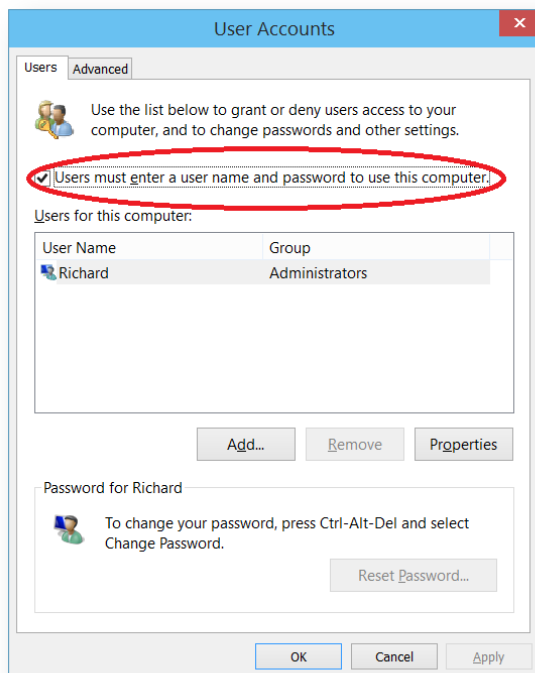 User Accounts
x
Users Advanced
Use the list below to grant or deny users access to your
computer, and to change passwords and other settings.
Users must enter a user name and password to use this computer.
Users for this computer:
User Name Group
Richard Administrators
Add... Remove Properties
Password for Richard
To change your password, press Ctrl-Alt-Del and select
Change Password.
Reset Password...
OK Cancel Apply